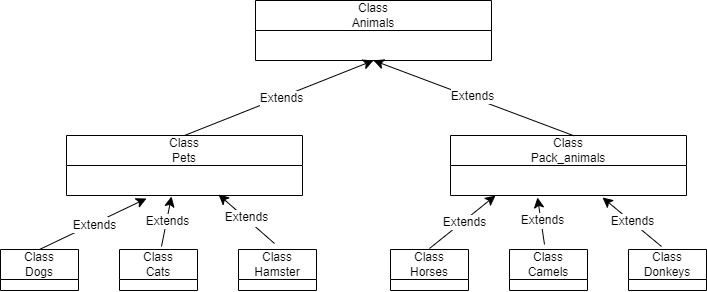 Class
Animals
Extends
Extends
Class
Pets
Class
Pack_animals
Extends
Extends
Extends
Extends
Extends
Extends
Class
Dogs
Class
Cats
Class
Hamster
Class
Horses
Class
Camels
Class
Donkeys